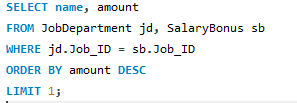 SELECT name, amount
FROM JobDepartment jd, SalaryBonus sb
WHERE jd.Job_ID = sb.Job_ID
ORDER BY amount DESC
LIMIT 1;